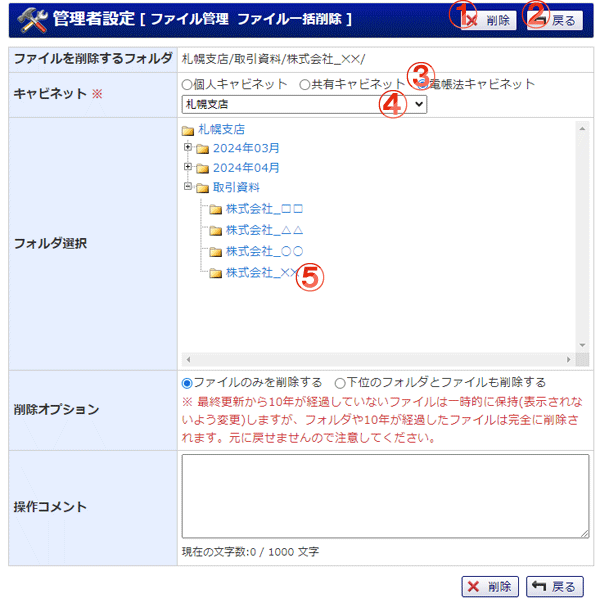 管理者設定 [ ファイル管理 ファイル一括削除 ]
① 削除 ② 戻る
ファイルを削除するフォルダ 札幌支店/取引資料/株式会社_××/
キャビネット ※ 個人キャビネット 共有キャビネット ③ 電帳法キャビネット
札幌支店 ④
フォルダ選択
札幌支店
2024年03月
2024年04月
取引資料
株式会社_□□
株式会社_△△
株式会社_○○
株式会社_×× ⑤
削除オプション
ファイルのみを削除する 下位のフォルダとファイルも削除する
※ 最終更新から10年が経過していないファイルは一時的に保持(表示されな
いよう変更)しますが、フォルダや10年が経過したファイルは完全に削除さ
れます。元に戻せませんので注意してください。
操作コメント
現在の文字数:0 / 1000 文字
削除 戻る